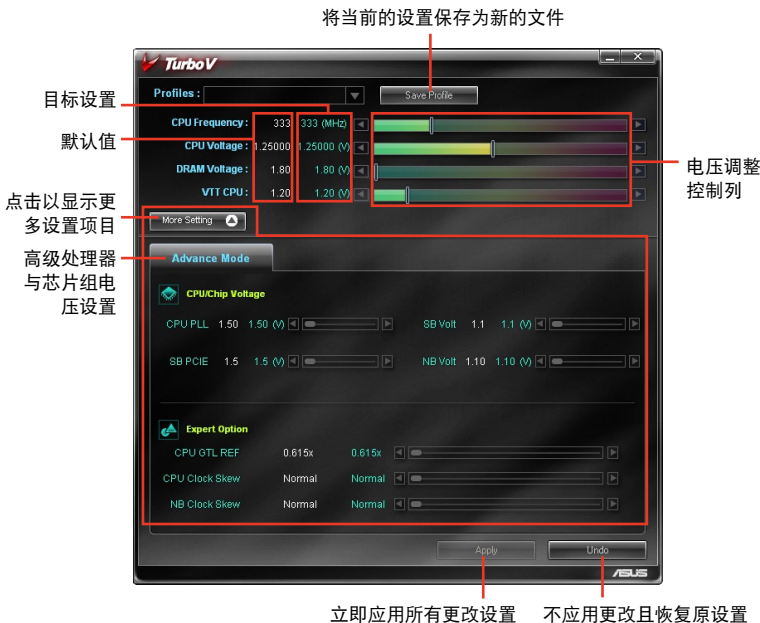 将当前的设置保存为新的文件
TurboV
Profiles :
Save Profile
目标设置
默认值
CPU Frequency : 333 333 (MHz)
CPU Voltage : 1.25000 1.25000 (V)
DRAM Voltage : 1.80 1.80 (V)
VTT CPU : 1.20 1.20 (V)
电压调整
控制列
点击以显示更
多设置项目
More Setting
高级处理器
与芯片组电
压设置
Advance Mode
CPU/Chip Voltage
CPU PLL 1.50 1.50 (V) SB Volt 1.1 1.1 (V)
SB PCIE 1.5 1.5 (V) NB Volt 1.10 1.10 (V)
Expert Option
CPU GTL REF 0.615x 0.615x
CPU Clock Skew Normal Normal
NB Clock Skew Normal Normal
Apply Undo
ASUS
立即应用所有更改设置 不应用更改且恢复原设置